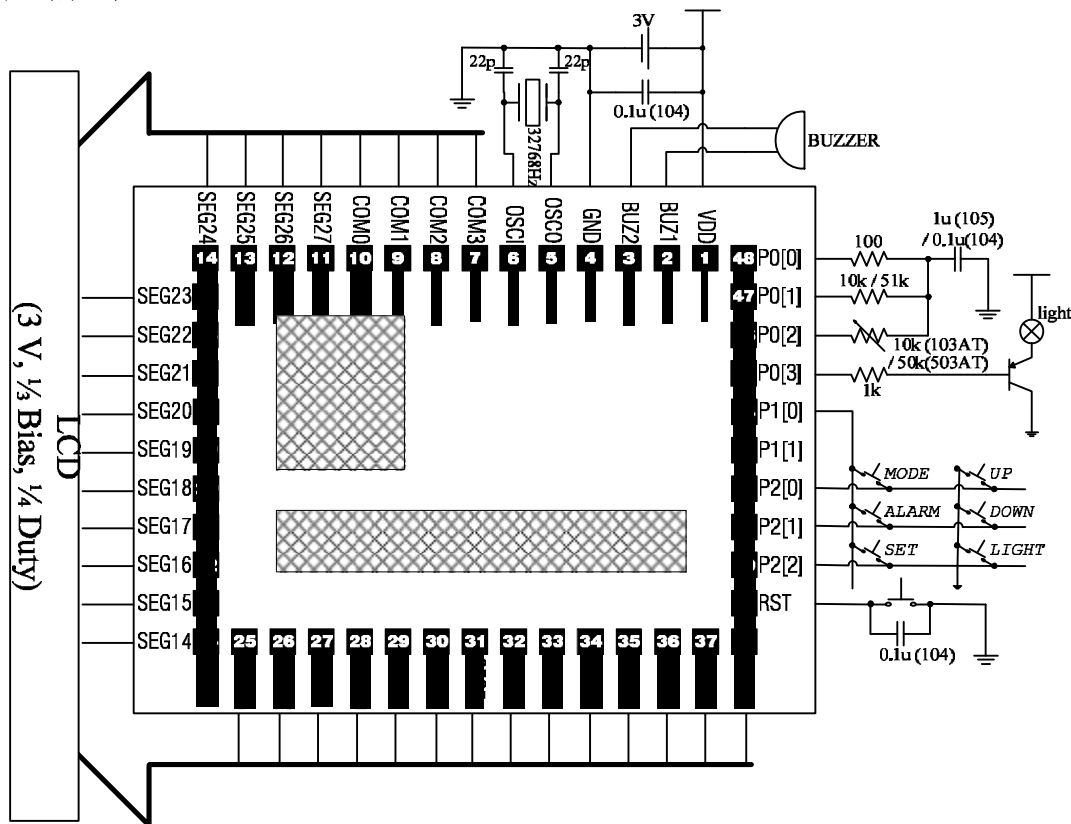 3V
22p
22p
0.1u (104)
32768Hz
BUZZER
SEG24
SEG25
SEG26
SEG27
COM0
COM1
COM2
COM3
OSCI
OSCO
GND
BUZ2
BUZ1
VDD
14 13 12 11 10 9 8 7 6 5 4 3 2 1 48
47
SEG23
SEG22
SEG21
SEG20
SEG19
SEG18
SEG17
SEG16
SEG15
SEG14
P0[0]
P0[1]
P0[2]
P0[3]
P1[0]
P1[1]
P2[0]
P2[1]
P2[2]
RST
100
1u (105)
/ 0.1u(104)
10k / 51k
10k (103AT)
/ 50k(503AT)
1k
light
MODE
UP
ALARM
DOWN
SET
LIGHT
0.1u (104)
25 26 27 28 29 30 31 32 33 34 35 36 37
LCD
(3 V, ⅓ Bias, ¼ Duty)